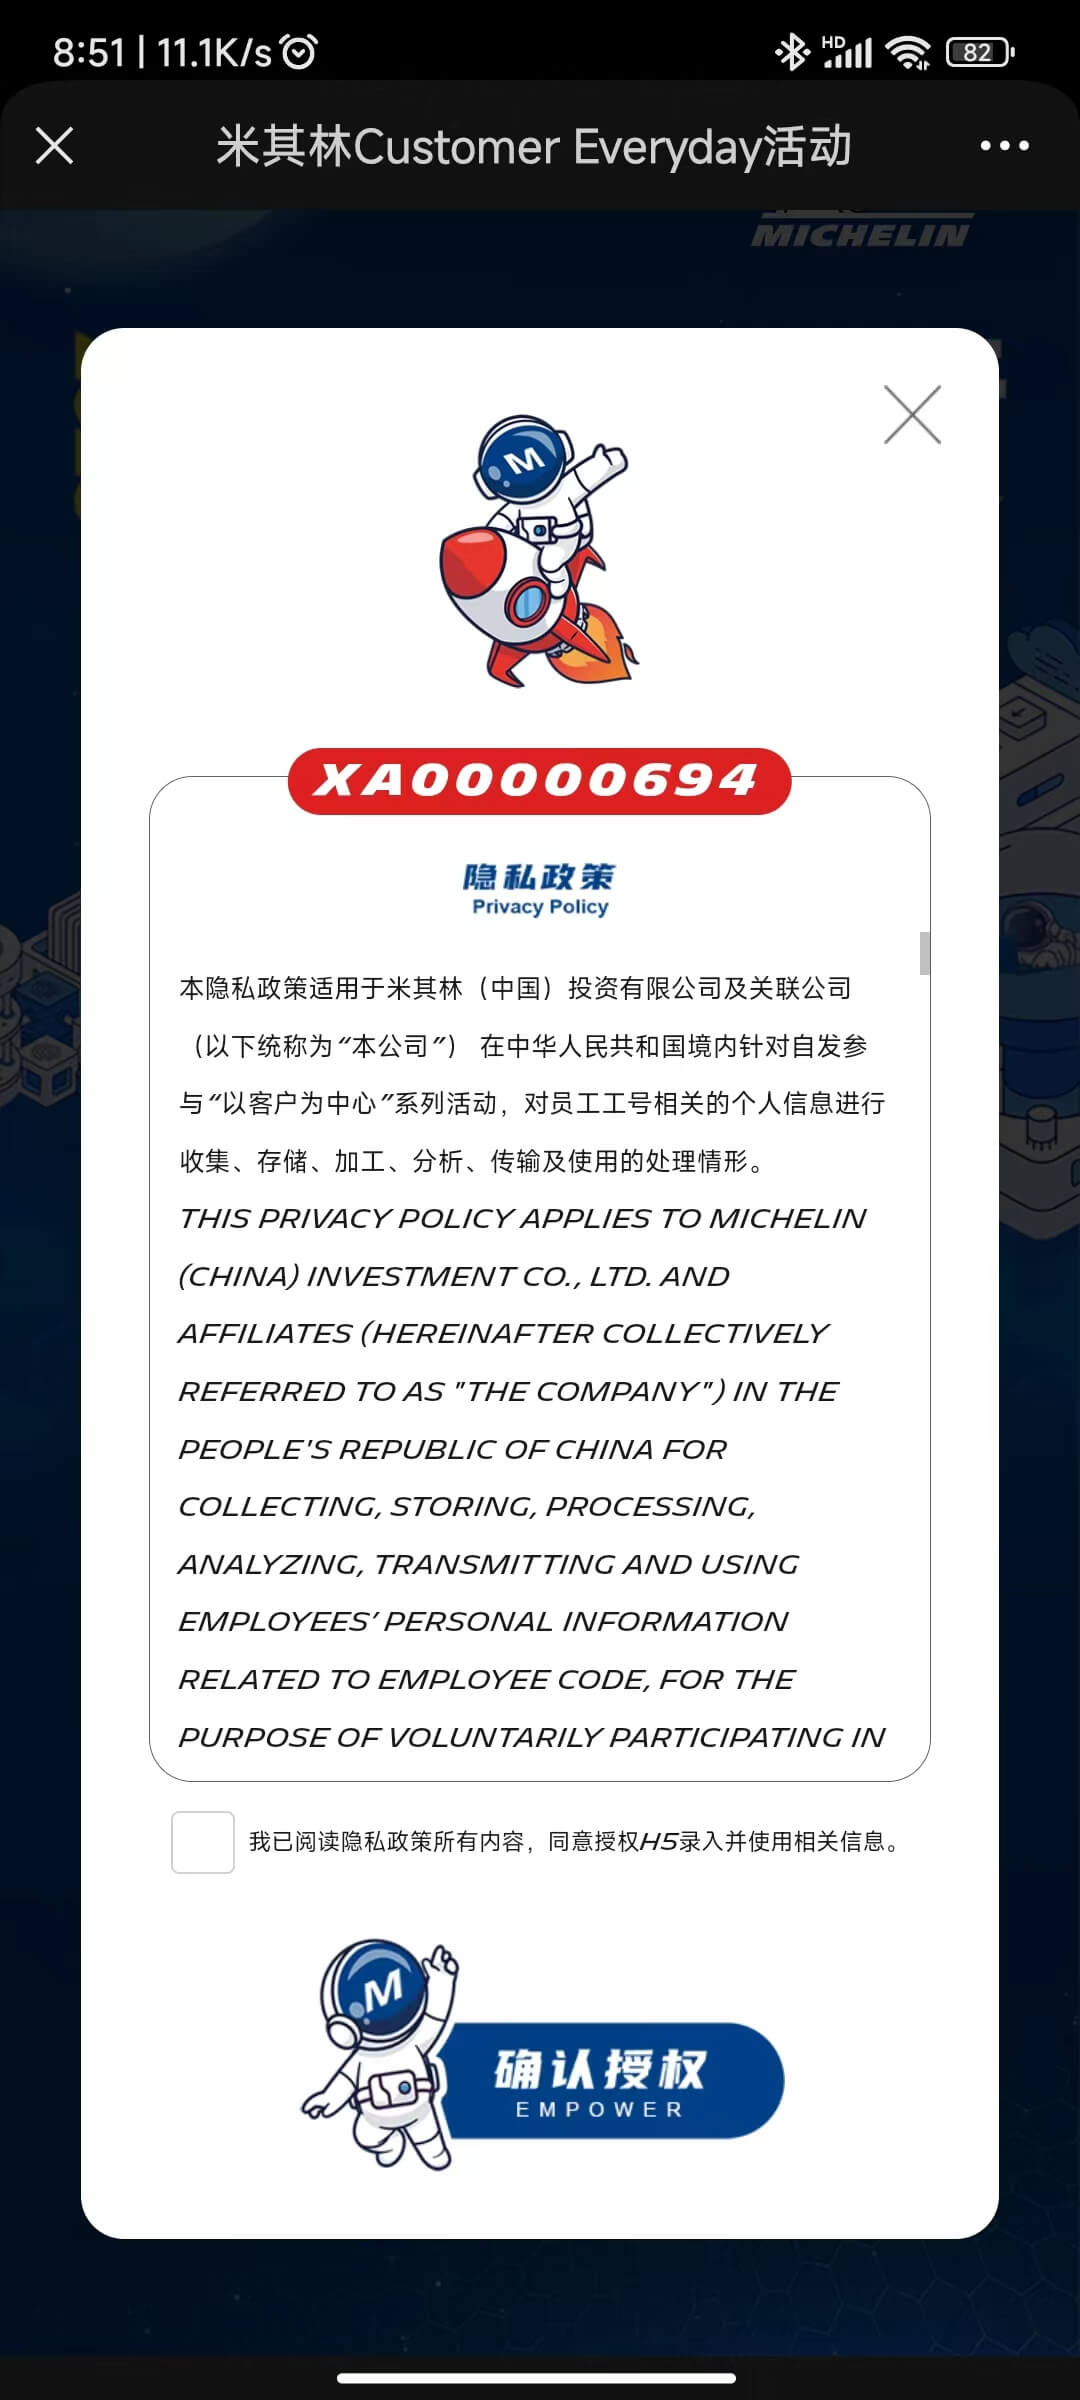 8:51 | 11.1K/s
HD
82
米其林Customer Everyday活动
MICHELIN
M
XA00000694
隐私政策
Privacy Policy
本隐私政策适用于米其林（中国）投资有限公司及关联公司
（以下统称为“本公司”） 在中华人民共和国境内针对自发参
与“以客户为中心”系列活动，对员工工号相关的个人信息进行
收集、存储、加工、分析、传输及使用的处理情形。
THIS PRIVACY POLICY APPLIES TO MICHELIN
(CHINA) INVESTMENT CO., LTD. AND
AFFILIATES (HEREINAFTER COLLECTIVELY
REFERRED TO AS "THE COMPANY") IN THE
PEOPLE'S REPUBLIC OF CHINA FOR
COLLECTING, STORING, PROCESSING,
ANALYZING, TRANSMITTING AND USING
EMPLOYEES’ PERSONAL INFORMATION
RELATED TO EMPLOYEE CODE, FOR THE
PURPOSE OF VOLUNTARILY PARTICIPATING IN
我已阅读隐私政策所有内容，同意授权H5录入并使用相关信息。
M
确认授权
EMPOWER